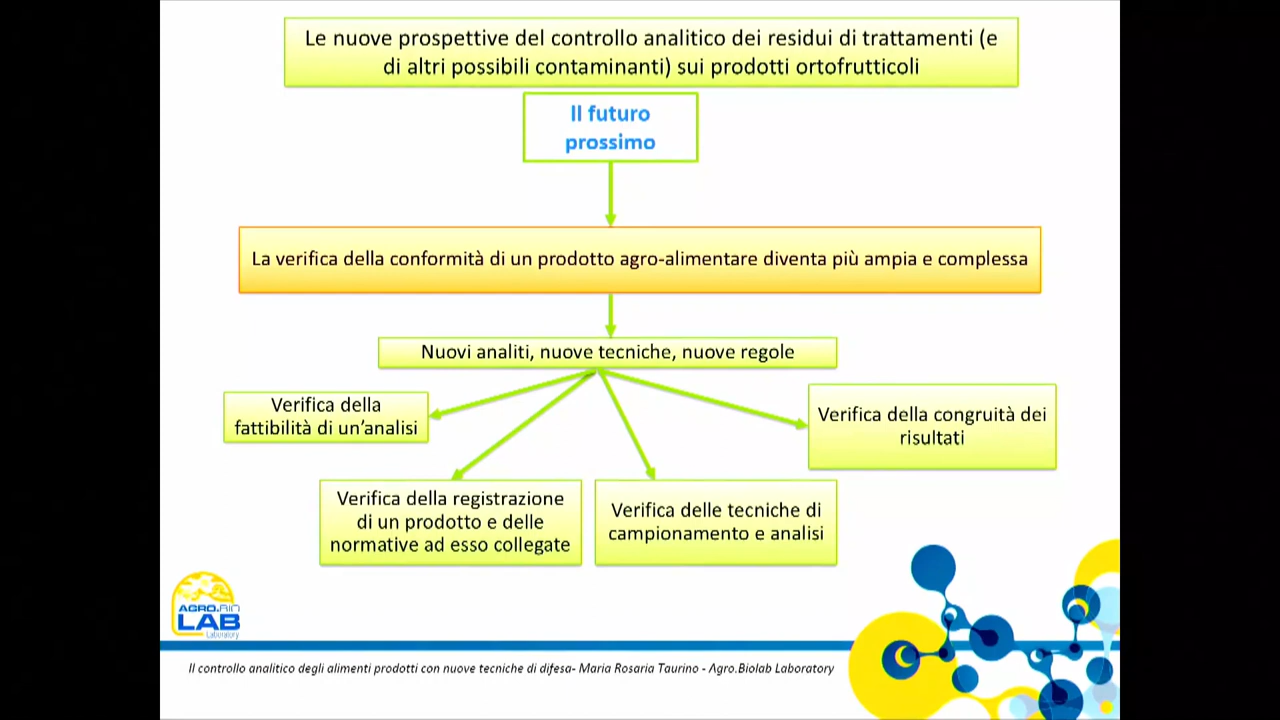 Le nuove prospettive del controllo analitico dei residui di trattamenti (e
di altri possibili contaminanti) sui prodotti ortofrutticoli
Il futuro
prossimo
La verifica della conformità di un prodotto agro-alimentare diventa più ampia e complessa
Nuovi analiti, nuove tecniche, nuove regole
Verifica della
fattibilità di un'analisi
Verifica della congruità dei
risultati
Verifica della registrazione
di un prodotto e delle
normative ad esso collegate
Verifica delle tecniche di
campionamento e analisi
AGRO.BIO
LAB
Laboratory
Il controllo analitico degli alimenti prodotti con nuove tecniche di difesa- Maria Rosaria Taurino - Agro.Biolab Laboratory